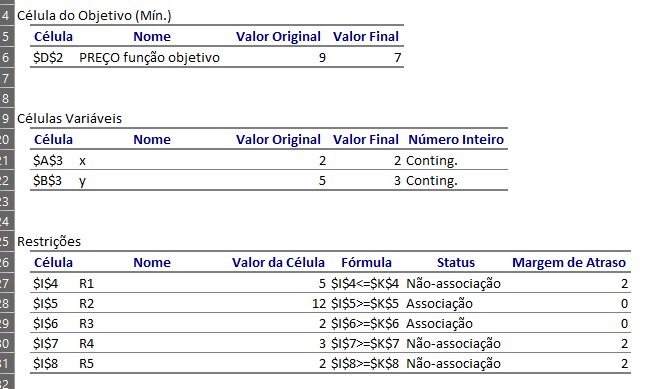 4 Célula do Objetivo (Mín.)
5 Célula Nome Valor Original Valor Final
6 $D$2 PREÇO função objetivo 9 7
7
8
9 Células Variáveis
20 Célula Nome Valor Original Valor Final Número Inteiro
21 $A$3 x 2 2 Conting.
22 $B$3 y 5 3 Conting.
23
24
25 Restrições
26 Célula Nome Valor da Célula Fórmula Status Margem de Atraso
27 $I$4 R1 5 $I$4<=$K$4 Não-associação 2
28 $I$5 R2 12 $I$5>=$K$5 Associação 0
29 $I$6 R3 2 $I$6>=$K$6 Associação 0
30 $I$7 R4 3 $I$7>=$K$7 Não-associação 2
31 $I$8 R5 2 $I$8>=$K$8 Não-associação 2
32